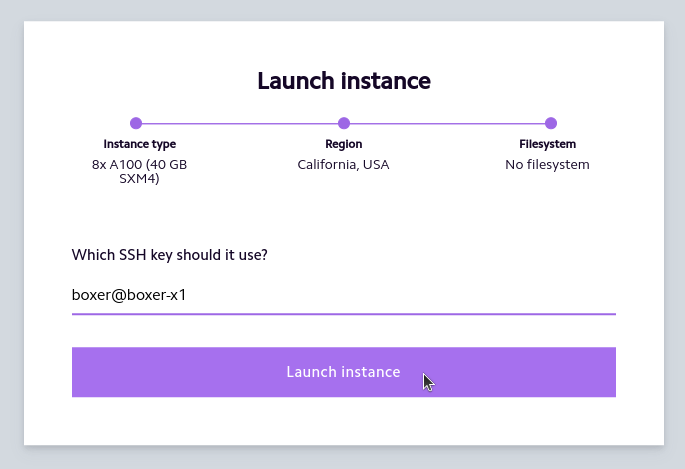 Launch instance
Instance type
Region
Filesystem
8x A100 (40 GB
SXM4)
California, USA
No filesystem
Which SSH key should it use?
boxer@boxer-x1
Launch instance